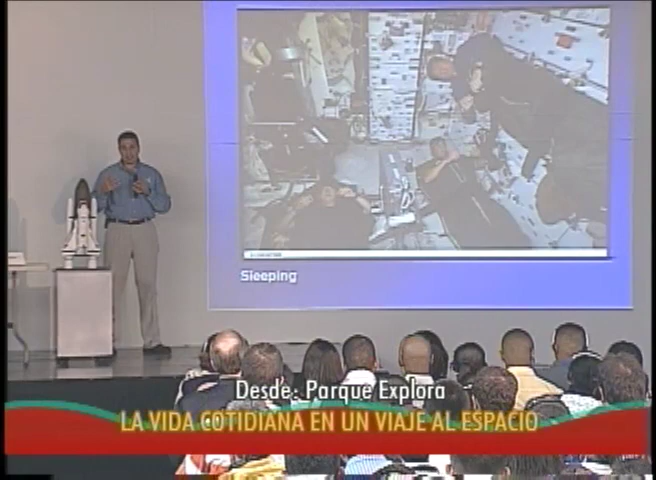 Sleeping
Desde: Parque Explora
LA VIDA COTIDIANA EN UN VIAJE AL ESPACIO